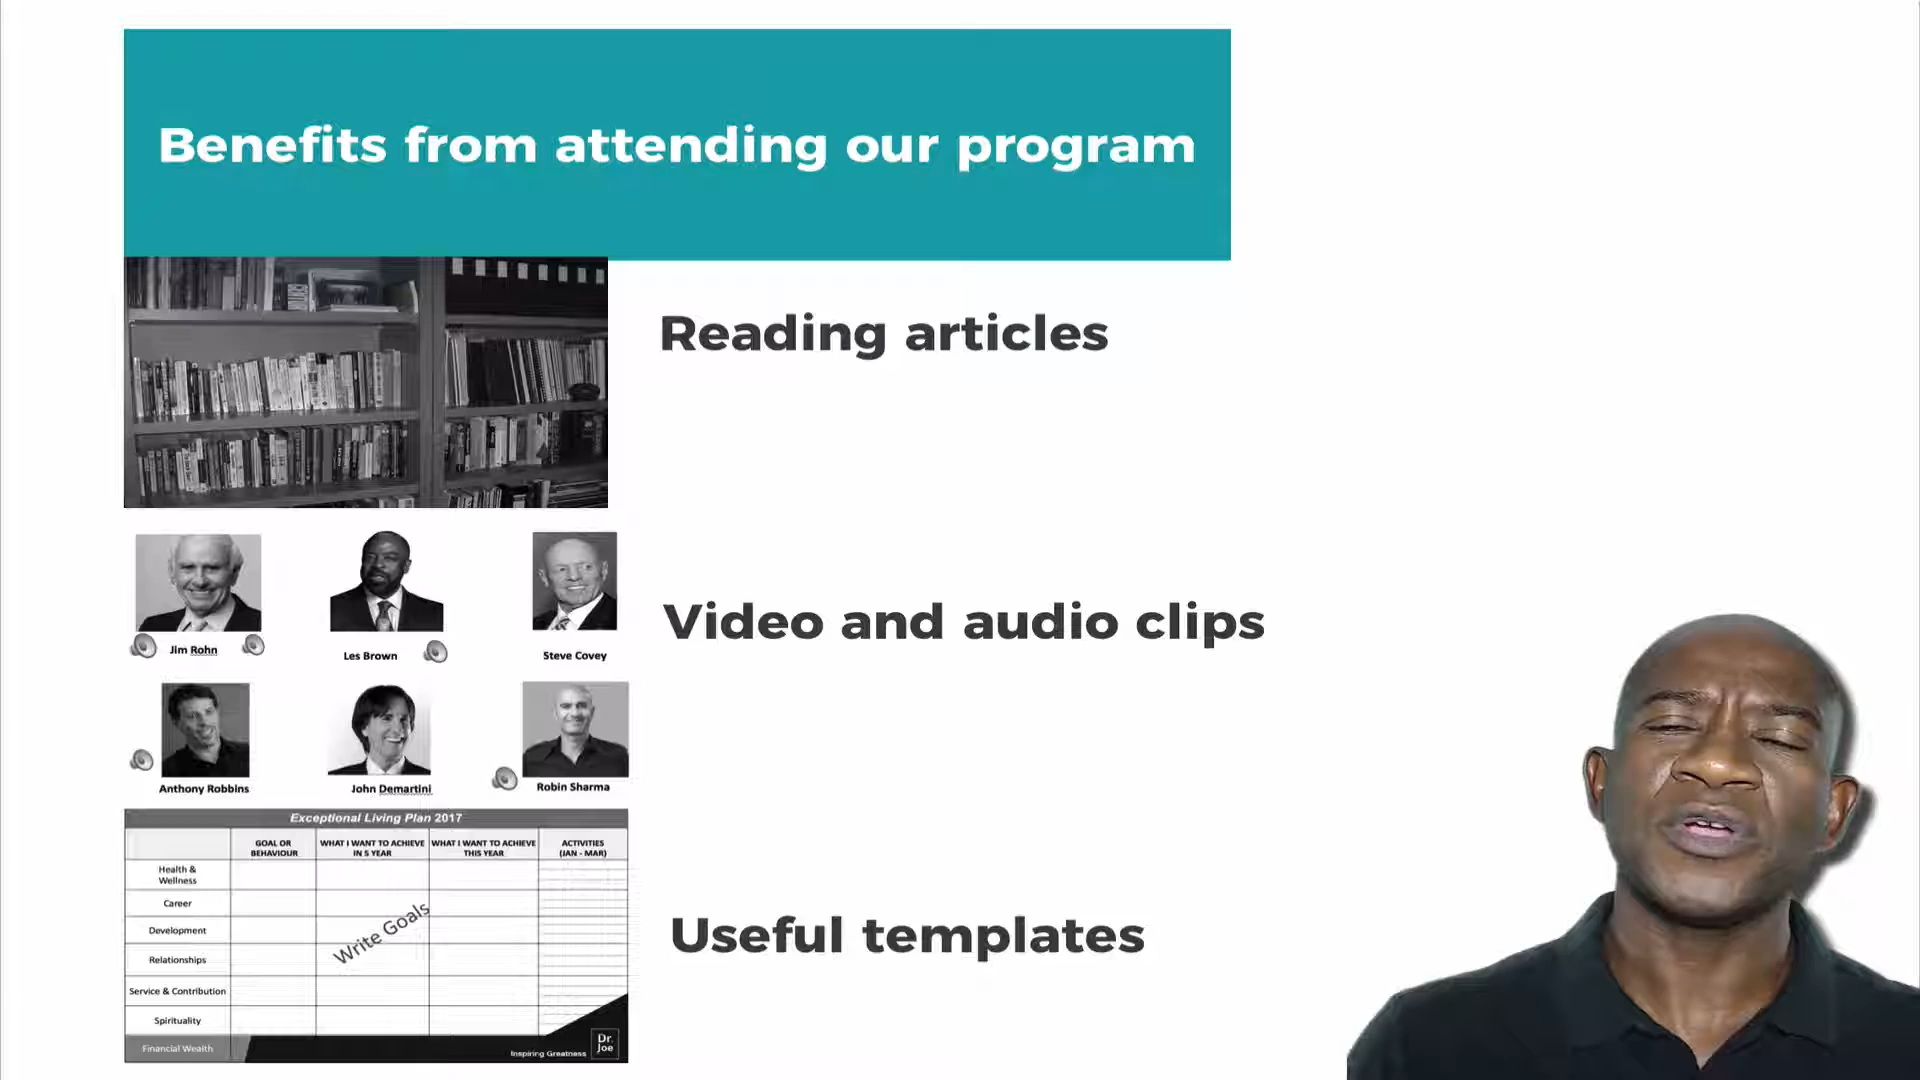 Benefits from attending our program
Reading articles
Jim Rohn
Les Brown
Steve Covey
Video and audio clips
Anthony Robbins
John Demartini
Robin Sharma
Exceptional Living Plan 2017
GOAL OR
BEHAVIOUR
WHAT I WANT TO ACHIEVE
IN 5 YEAR
WHAT I WANT TO ACHIEVE
THIS YEAR
ACTIVITIES
(JAN - MAR)
Health &
Wellness
Career
Development
Relationships
Service & Contribution
Spirituality
Financial Wealth
Write Goals
Inspiring Greatness
Dr.
Joe
Useful templates